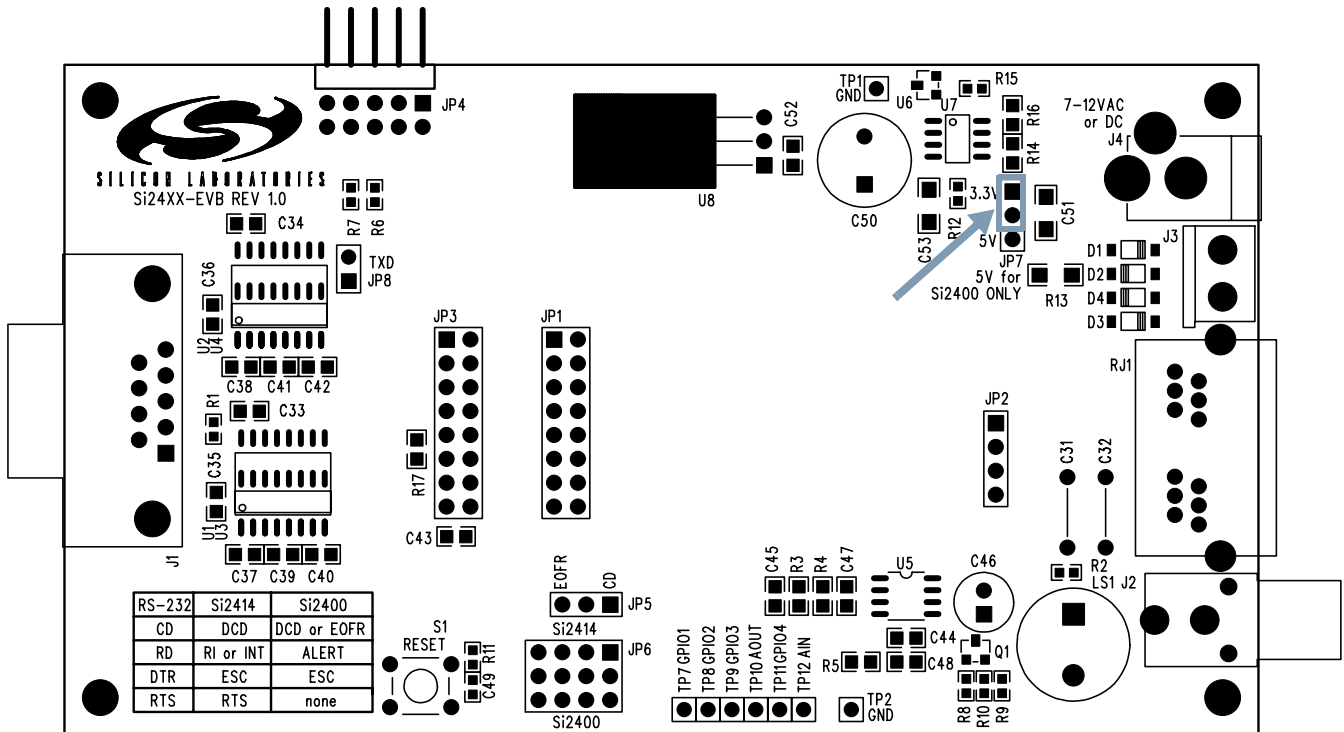 JP4
SILICON LABORATORIES
Si24XX-EVB REV 1.0
C34
R7
R6
TXD
JP8
C36
U2
U4
C38
C41
C42
C33
R1
C35
U1
U3
C37
C39
C40
J1
JP3
JP1
R17
C43
U8
C52
TP1
GND
C50
U6
U7
R15
R16
R14
3.3V
R12
C53
5V
JP7
5V for
Si2400 ONLY
C51
R13
7-12VAC
or DC
J4
J3
D1
D2
D4
D3
RJ1
JP2
C31
C32
R2
LS1
J2
EOFR
CD
JP5
Si2414
JP6
Si2400
S1
RESET
R11
C49
C45
R3
R4
C47
U5
C46
C44
C48
R5
Q1
R8
R10
R9
TP7 GPIO1
TP8 GPIO2
TP9 GPIO3
TP10 AOUT
TP11GPIO4
TP12 AIN
TP2
GND
RS-232 Si2414 Si2400
CD DCD DCD or EOFR
RD RI or INT ALERT
DTR ESC ESC
RTS RTS none